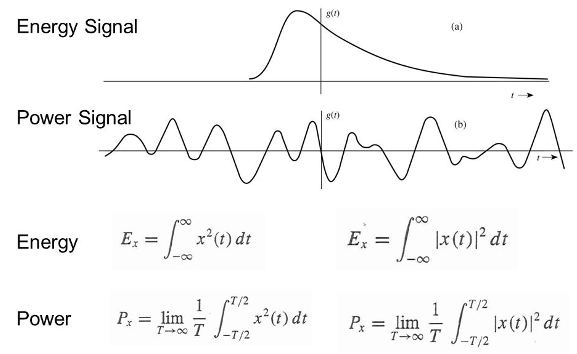 Energy Signal
g(t)
(a)
t →
Power Signal
g(t)
(b)
t →
Energy
E_x = ∫_{-∞}^{∞} x²(t) dt
E_x = ∫_{-∞}^{∞} |x(t)|² dt
Power
P_x = lim_{T→∞} 1/T ∫_{-T/2}^{T/2} x²(t) dt
P_x = lim_{T→∞} 1/T ∫_{-T/2}^{T/2} |x(t)|² dt